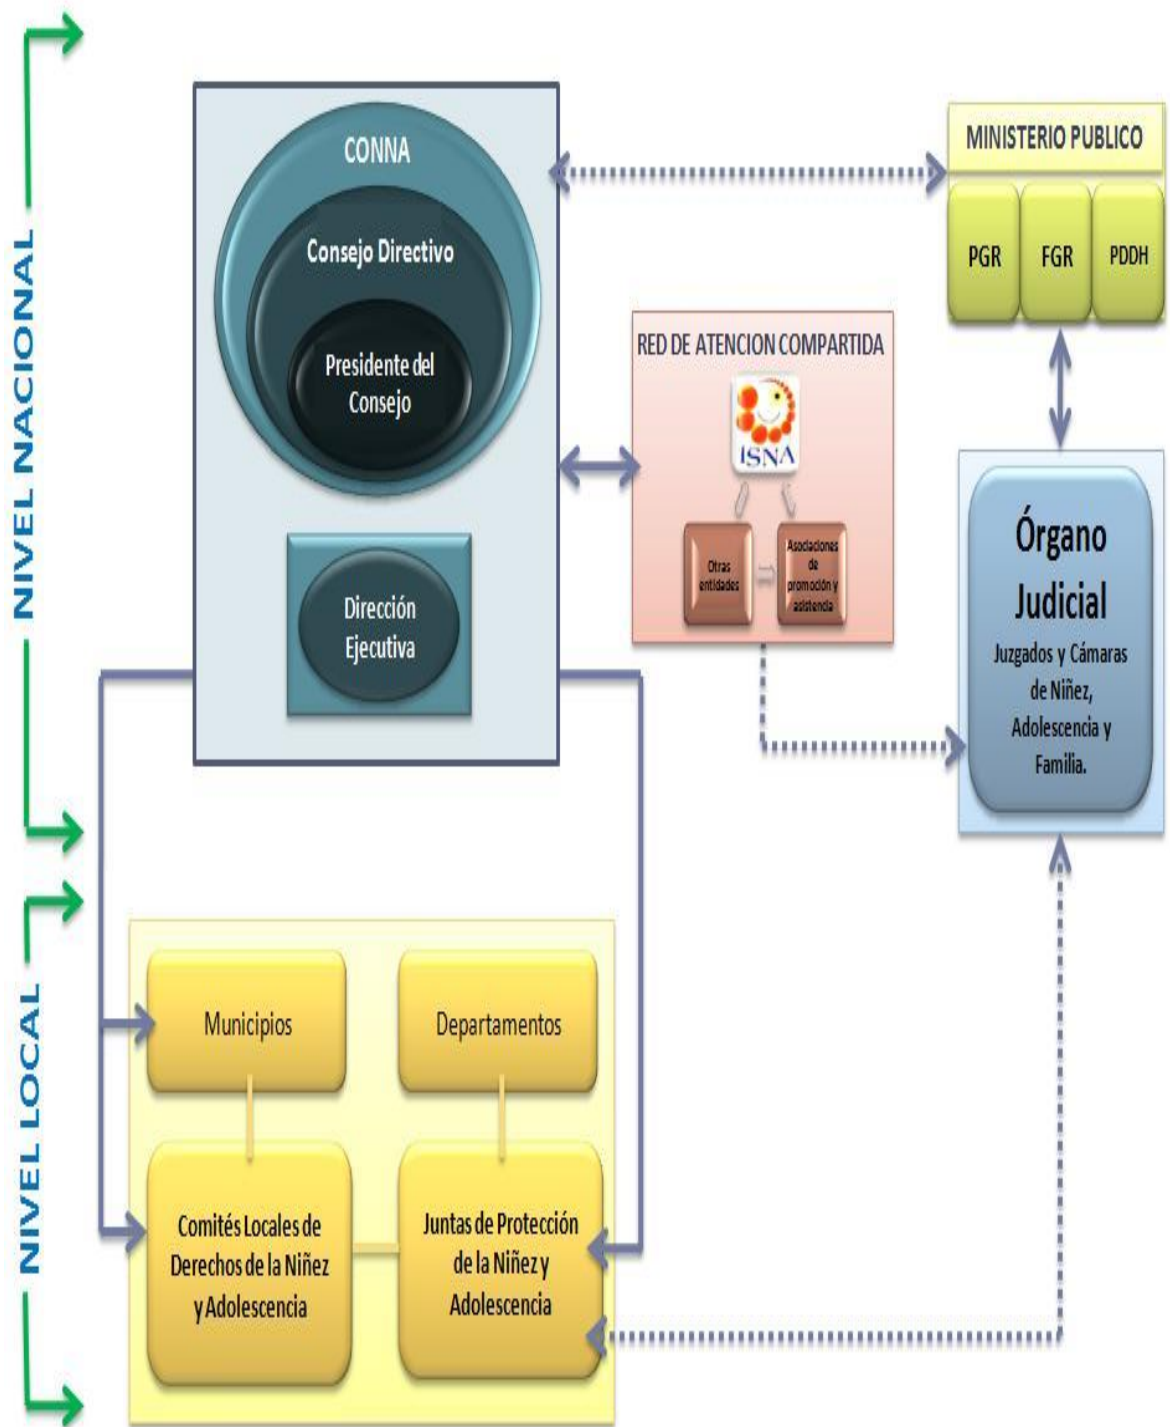 NIVEL NACIONAL
CONNA
Consejo Directivo
Presidente del
Consejo
Dirección
Ejecutiva
MINISTERIO PUBLICO
PGR
FGR
PDDH
RED DE ATENCION COMPARTIDA
ISNA
Otras
entidades
Asociaciones
de
promoción y
asistencia
Órgano
Judicial
Juzgados y Cámaras
de Niñez,
Adolescencia y
Familia.
NIVEL LOCAL
Municipios
Departamentos
Comités Locales de
Derechos de la Niñez
y Adolescencia
Juntas de Protección
de la Niñez y
Adolescencia